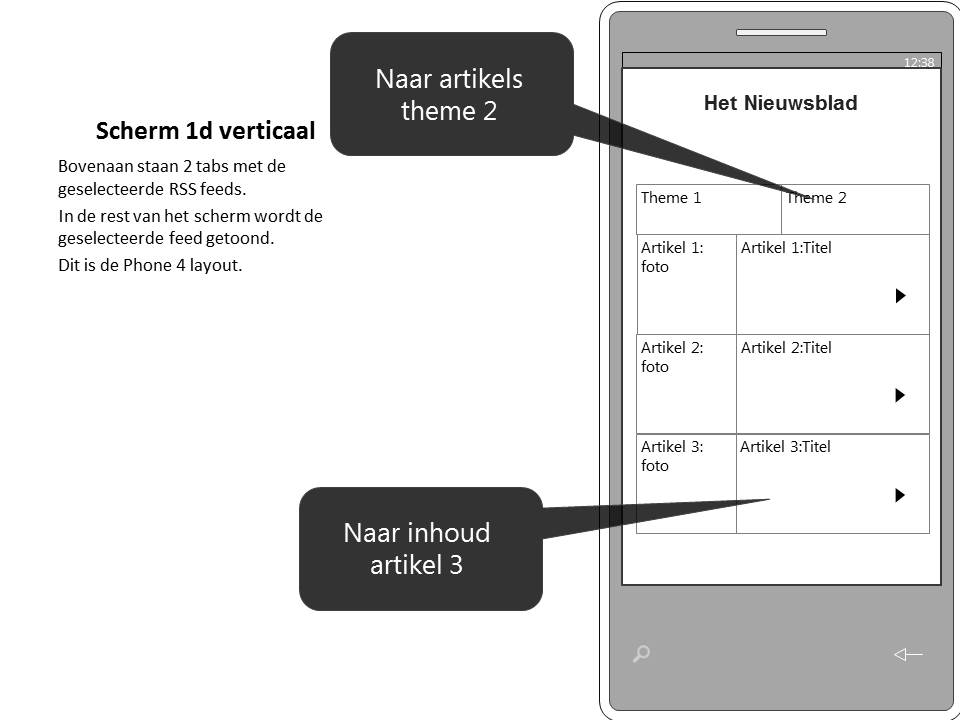 Scherm 1d verticaal
Bovenaan staan 2 tabs met de
geselecteerde RSS feeds.
In de rest van het scherm wordt de
geselecteerde feed getoond.
Dit is de Phone 4 layout.
Naar artikels
theme 2
Naar inhoud
artikel 3
12:38
Het Nieuwsblad
Theme 1
Theme 2
Artikel 1:
foto
Artikel 1:Titel
Artikel 2:
foto
Artikel 2:Titel
Artikel 3:
foto
Artikel 3:Titel